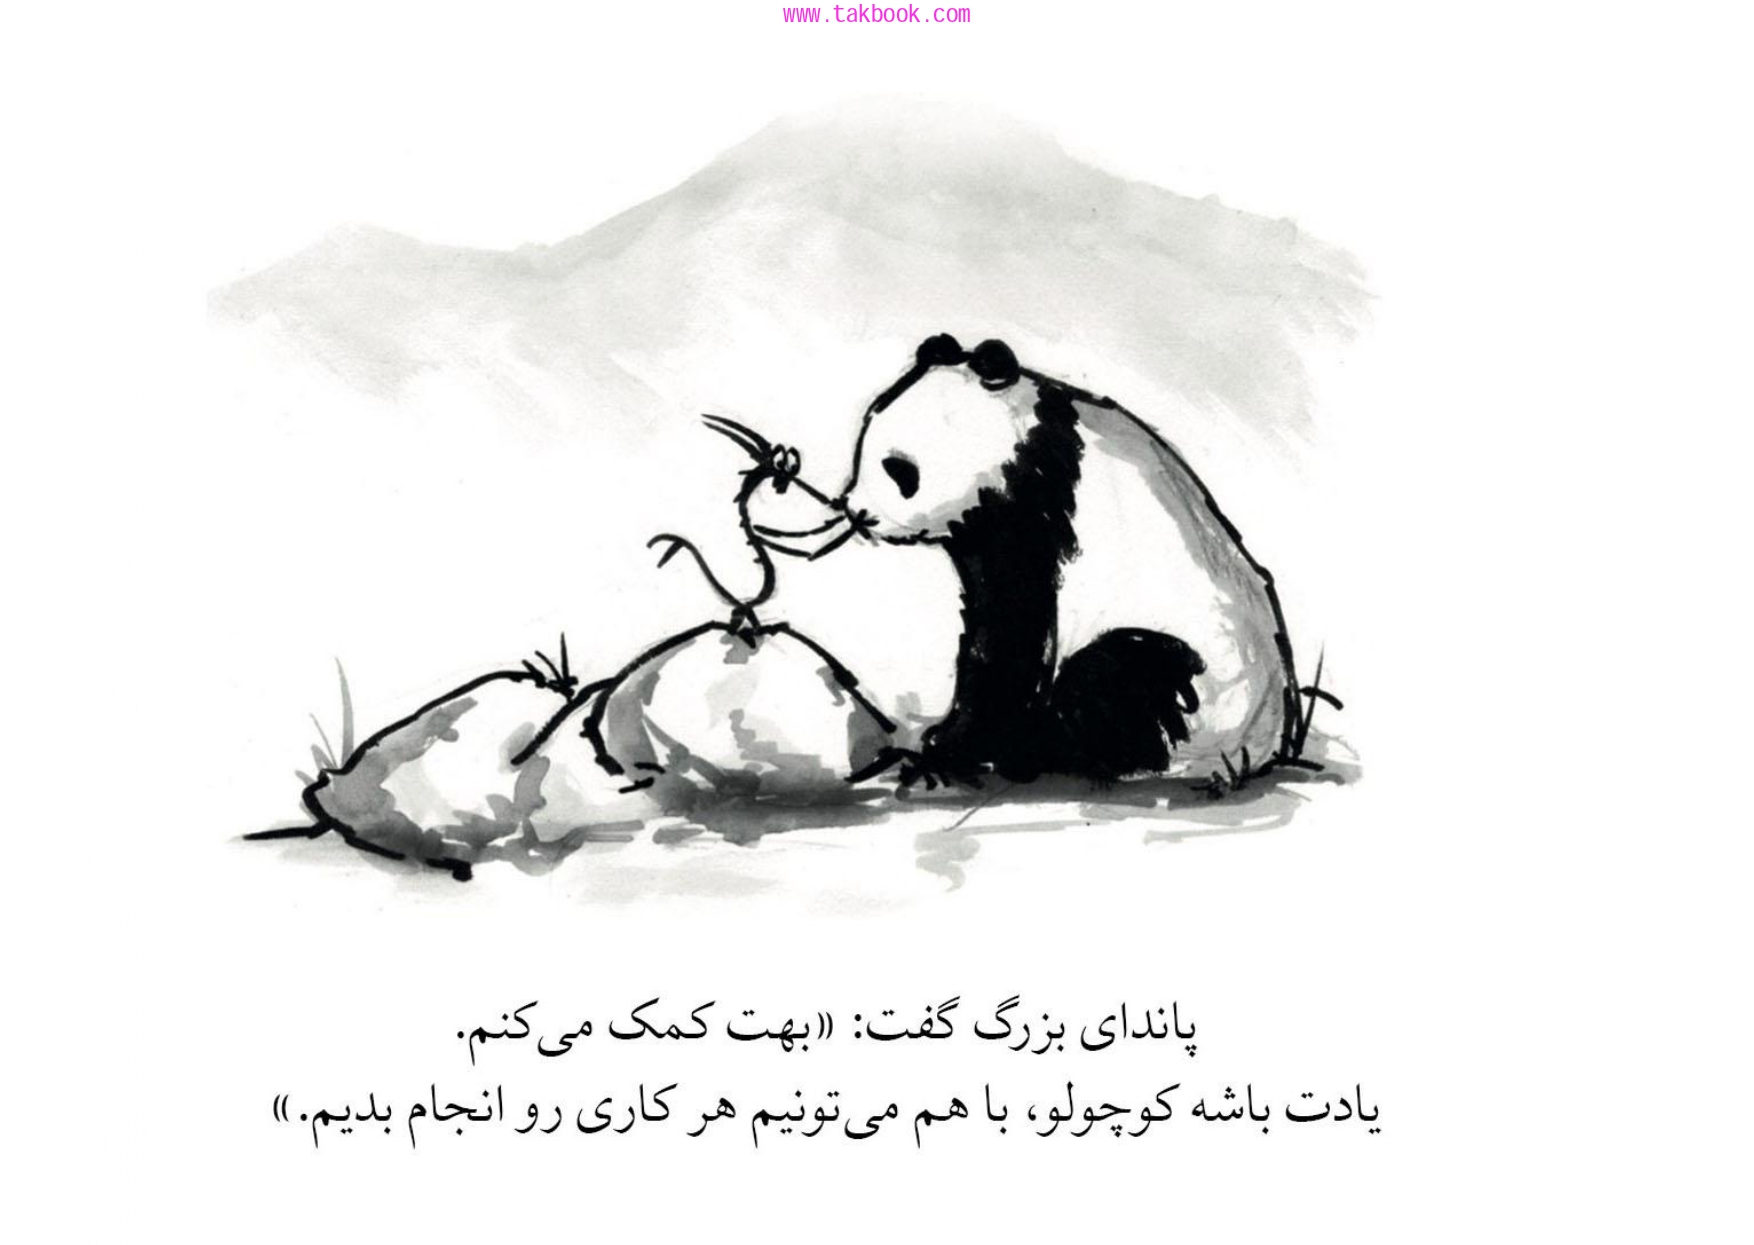 www.takbook.com
پاندای بزرگ گفت: «بهت کمک می‌کنم.
یادت باشه کوچولو، با هم می‌تونیم هر کاری رو انجام بدیم.»